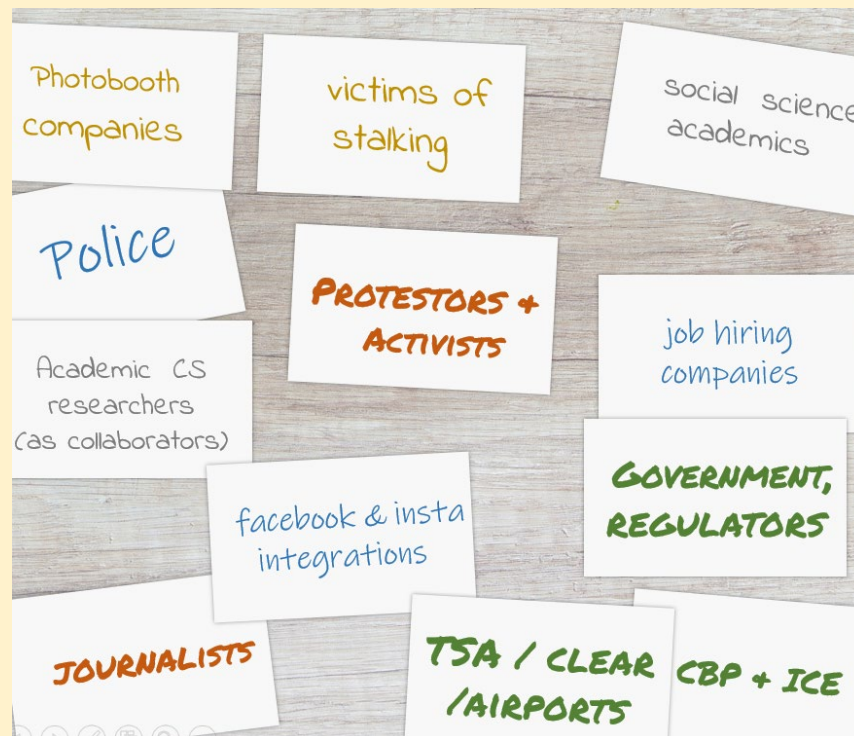 Photobooth
companies
victims of
stalking
social science
academics
Police
PROTESTORS +
ACTIVISTS
job hiring
companies
Academic CS
researchers
(as collaborators)
GOVERNMENT,
REGULATORS
facebook & insta
integrations
JOURNALISTS
TSA / CLEAR
/AIRPORTS
CBP + ICE